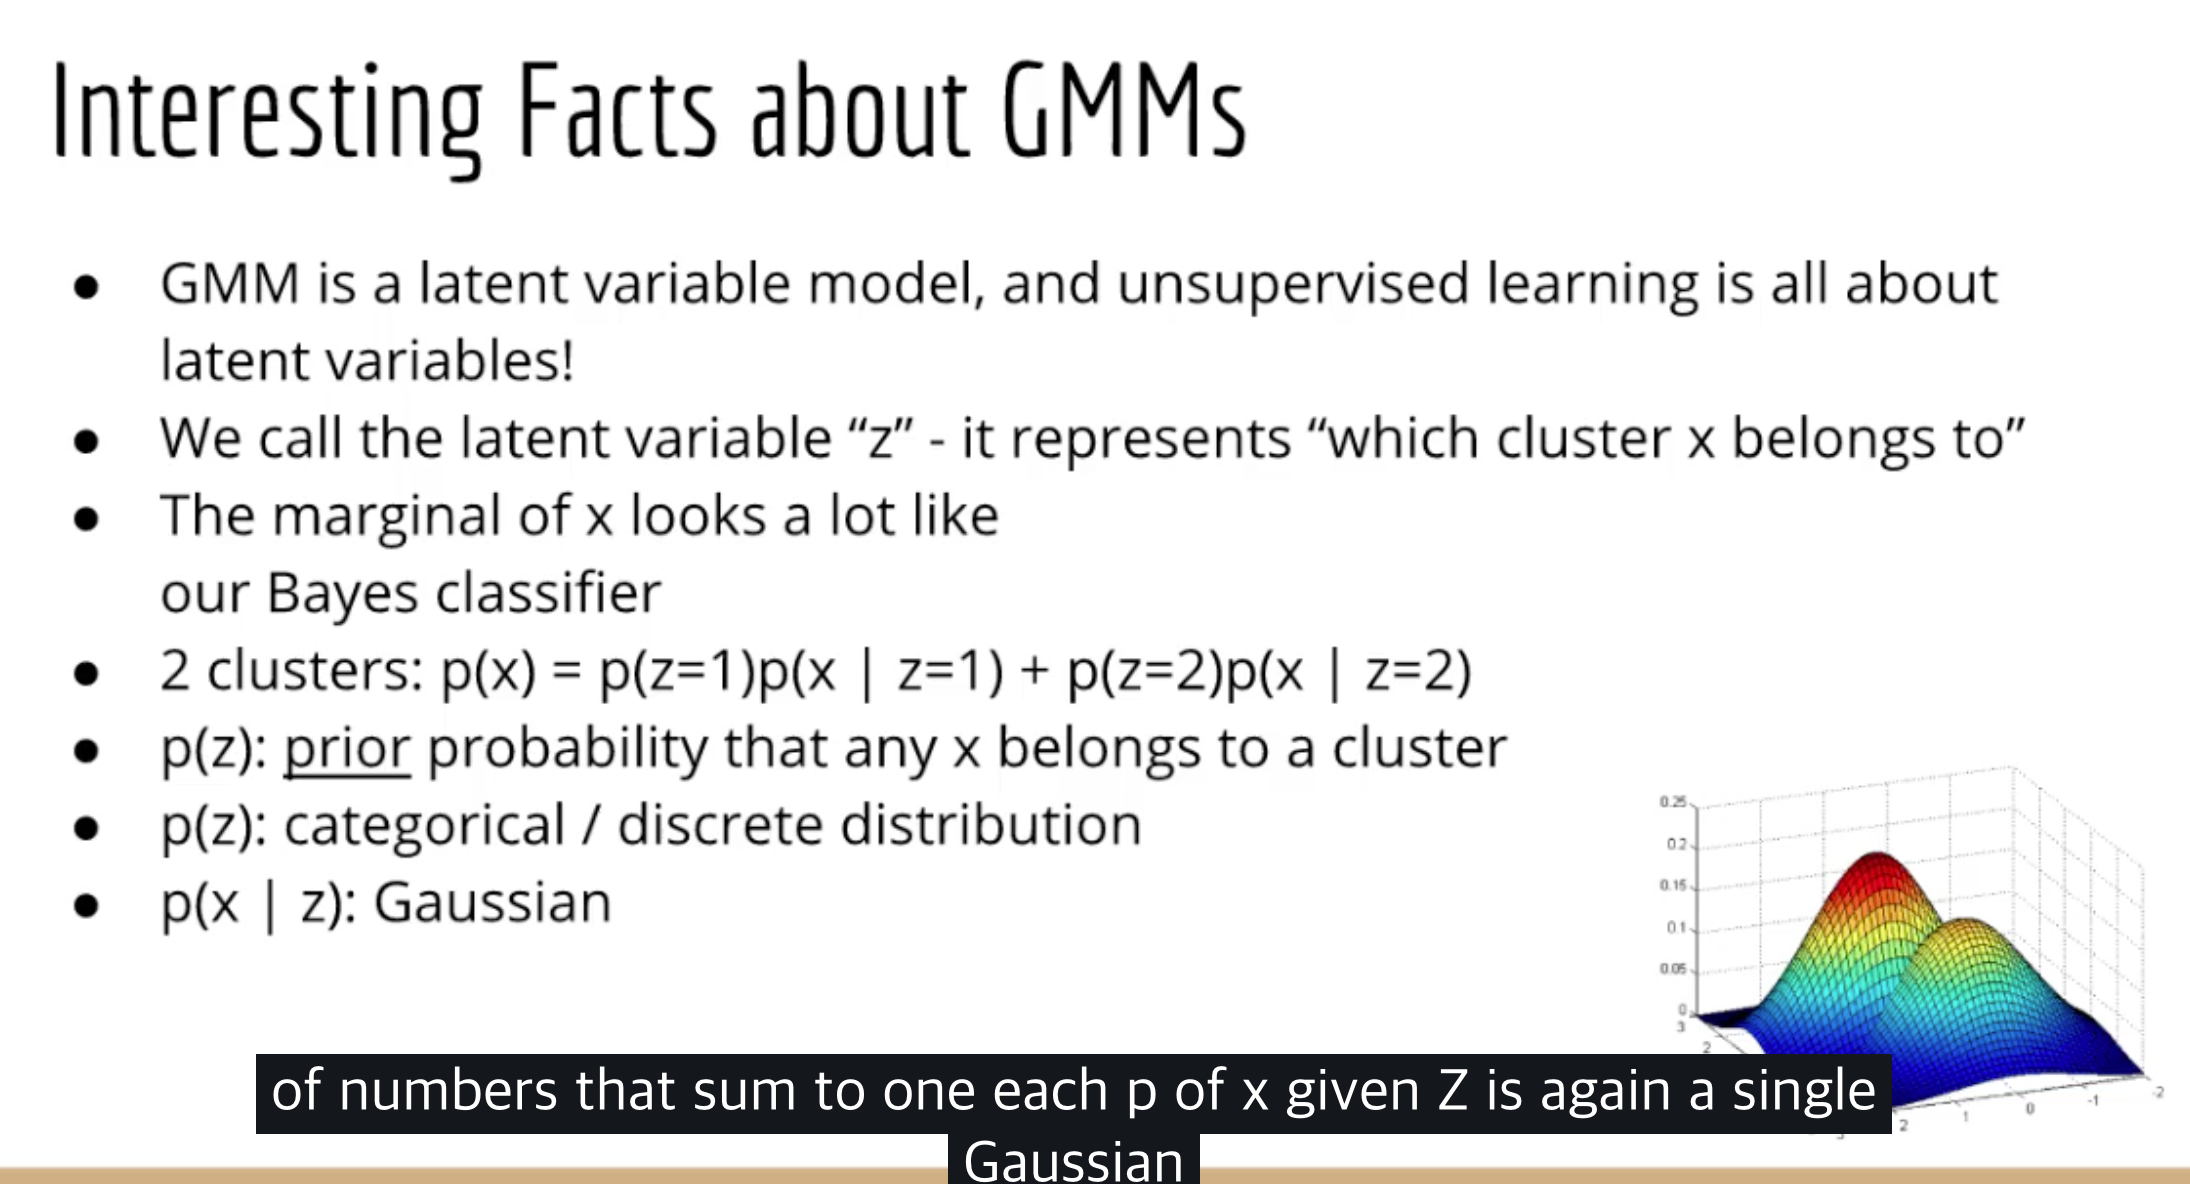 Interesting Facts about GMMs
● GMM is a latent variable model, and unsupervised learning is all about
latent variables!
● We call the latent variable “z” - it represents “which cluster x belongs to”
● The marginal of x looks a lot like
our Bayes classifier
● 2 clusters: p(x) = p(z=1)p(x | z=1) + p(z=2)p(x | z=2)
● p(z): prior probability that any x belongs to a cluster
● p(z): categorical / discrete distribution
● p(x | z): Gaussian
0.25
0.2
0.15
0.1
0.05
0
3
2
2
1
0
-1
-2
of numbers that sum to one each p of x given Z is again a single
Gaussian